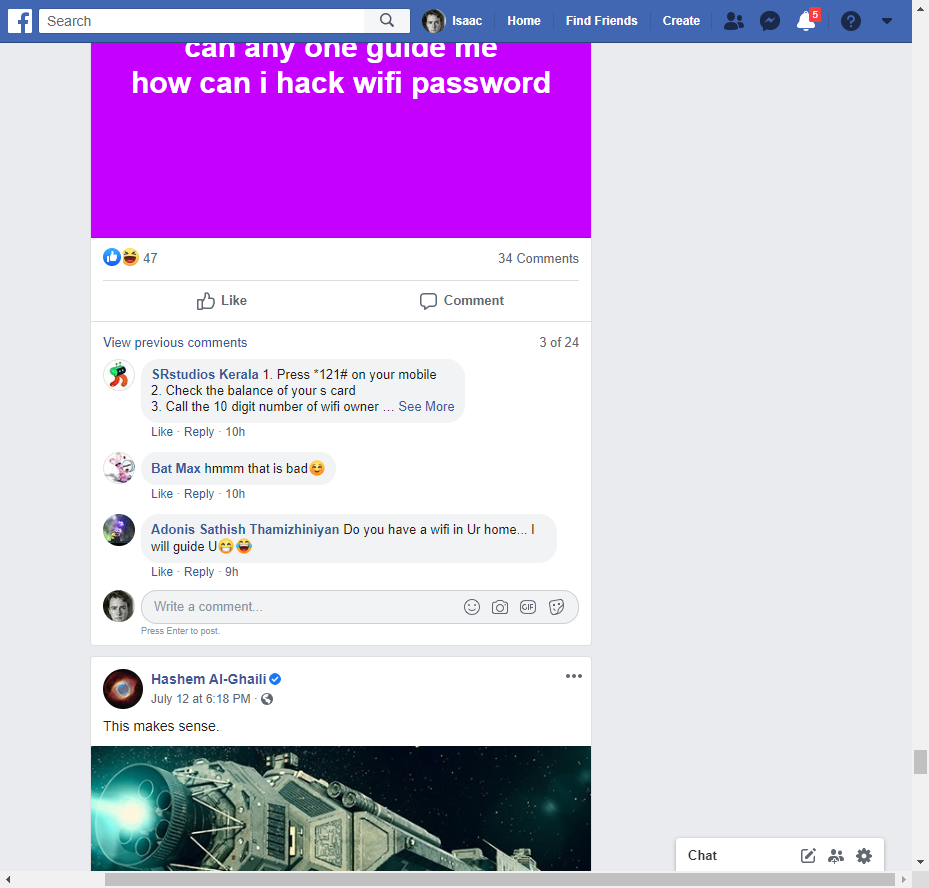 Search
Isaac
Home
Find Friends
Create
5
can any one guide me
how can i hack wifi password
47
34 Comments
Like
Comment
View previous comments
3 of 24
SRstudios Kerala 1. Press *121# on your mobile
2. Check the balance of your s card
3. Call the 10 digit number of wifi owner ... See More
Like · Reply · 10h
Bat Max hmmm that is bad😊
Like · Reply · 10h
Adonis Sathish Thamizhiniyan Do you have a wifi in Ur home... I
will guide U😁😂
Like · Reply · 9h
Write a comment...
GIF
Press Enter to post.
Hashem Al-Ghaili
July 12 at 6:18 PM ·
This makes sense.
Chat